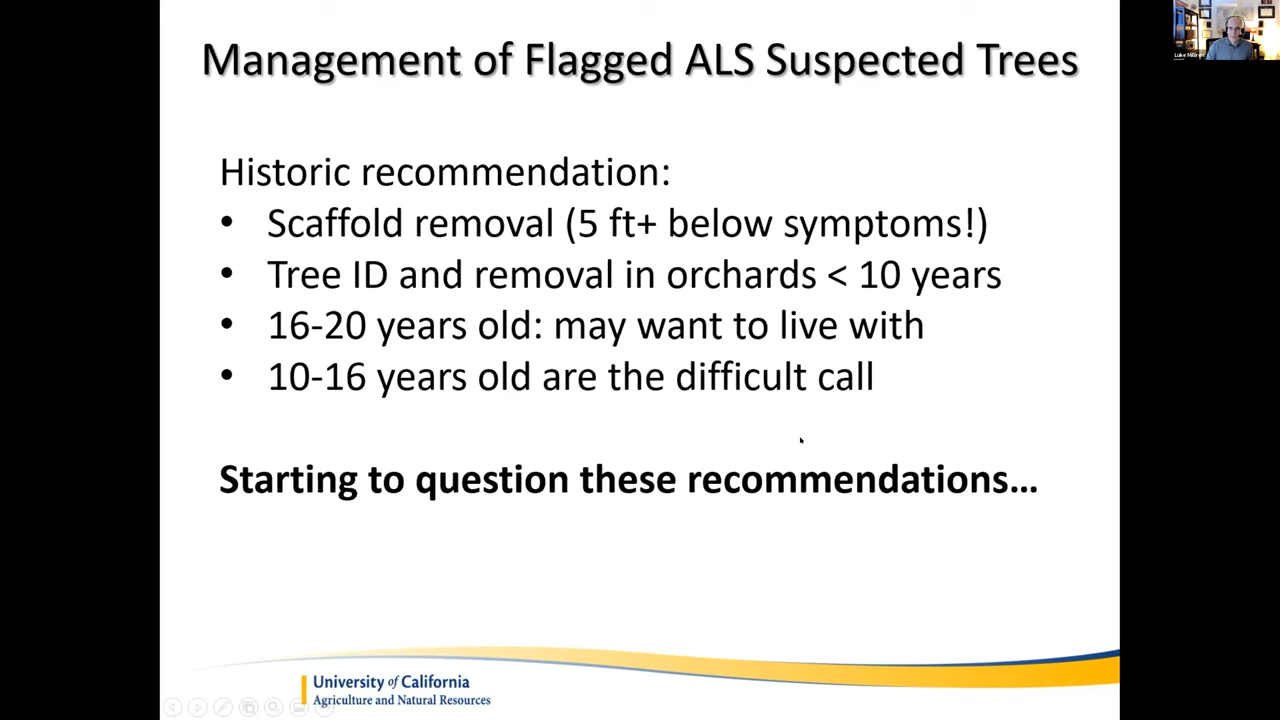 Management of Flagged ALS Suspected Trees
Historic recommendation:
• Scaffold removal (5 ft+ below symptoms!)
• Tree ID and removal in orchards < 10 years
• 16-20 years old: may want to live with
• 10-16 years old are the difficult call
Starting to question these recommendations…
University of California
Agriculture and Natural Resources
Luke